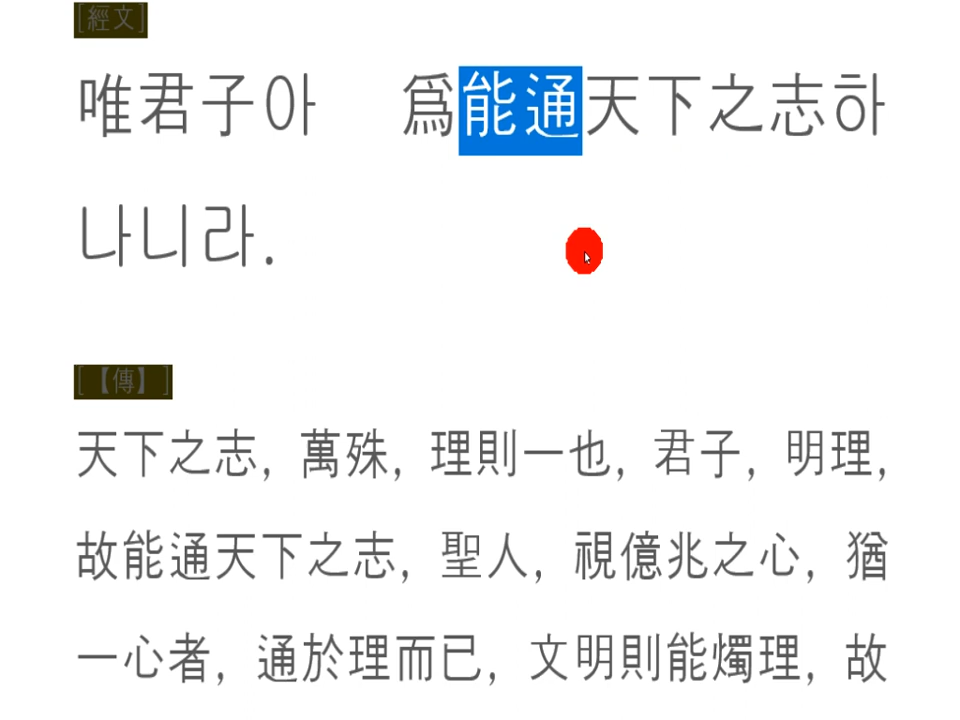 [經文]
唯君子아 爲能通天下之志하
나니라.
[【傳】]
天下之志, 萬殊, 理則一也, 君子, 明理,
故能通天下之志, 聖人, 視億兆之心, 猶
一心者, 通於理而已, 文明則能燭理, 故